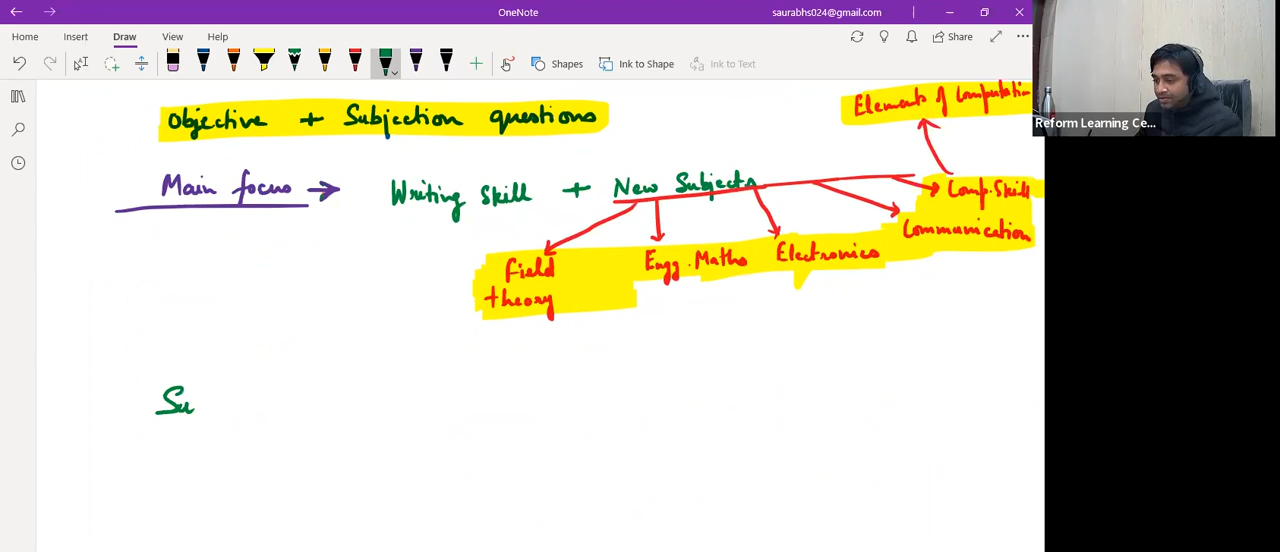 OneNote
saurabhs024@gmail.com
Home Insert Draw View Help
Share
Shapes Ink to Shape Ink to Text
Elements of Computation
Objective + Subjection questions
Reform Learning Ce...
Main focus → Writing Skill + New Subjects
Comp. Skill
Communication
Field theory
Engg. Maths
Electronics
Su